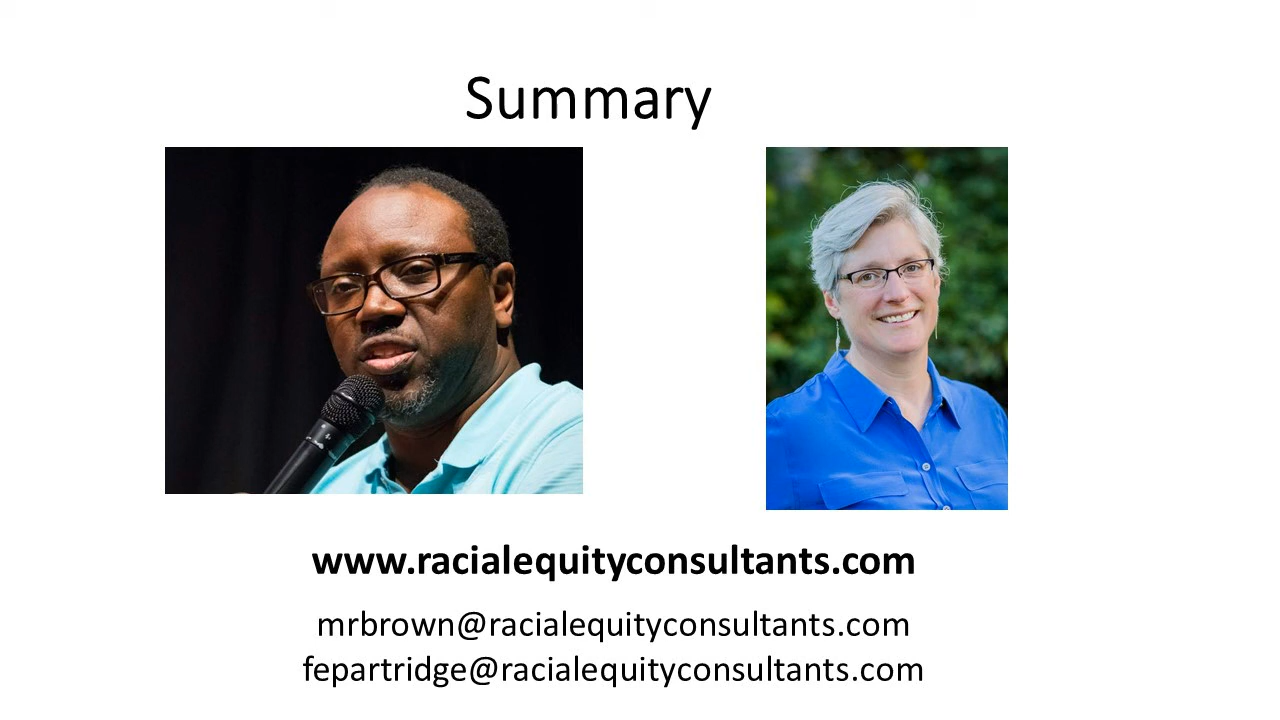 Summary
www.racialequityconsultants.com
mrbrown@racialequityconsultants.com
fepartridge@racialequityconsultants.com